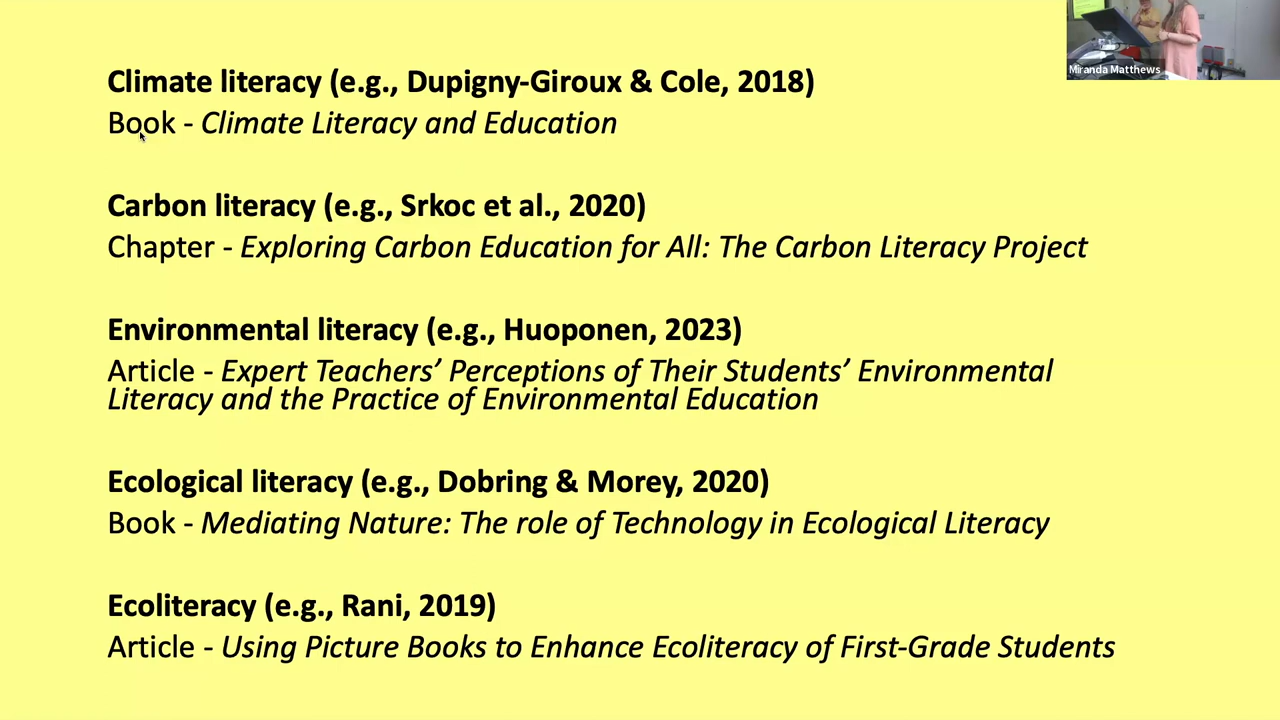 Miranda Matthews
Climate literacy (e.g., Dupigny-Giroux & Cole, 2018)
Book - Climate Literacy and Education
Carbon literacy (e.g., Srkoc et al., 2020)
Chapter - Exploring Carbon Education for All: The Carbon Literacy Project
Environmental literacy (e.g., Huoponen, 2023)
Article - Expert Teachers’ Perceptions of Their Students’ Environmental
Literacy and the Practice of Environmental Education
Ecological literacy (e.g., Dobring & Morey, 2020)
Book - Mediating Nature: The role of Technology in Ecological Literacy
Ecoliteracy (e.g., Rani, 2019)
Article - Using Picture Books to Enhance Ecoliteracy of First-Grade Students